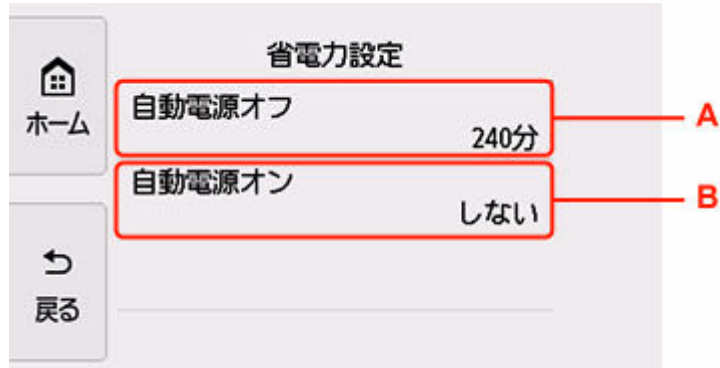 省電力設定
ホーム
自動電源オフ
240分
A
自動電源オン
しない
B
戻る